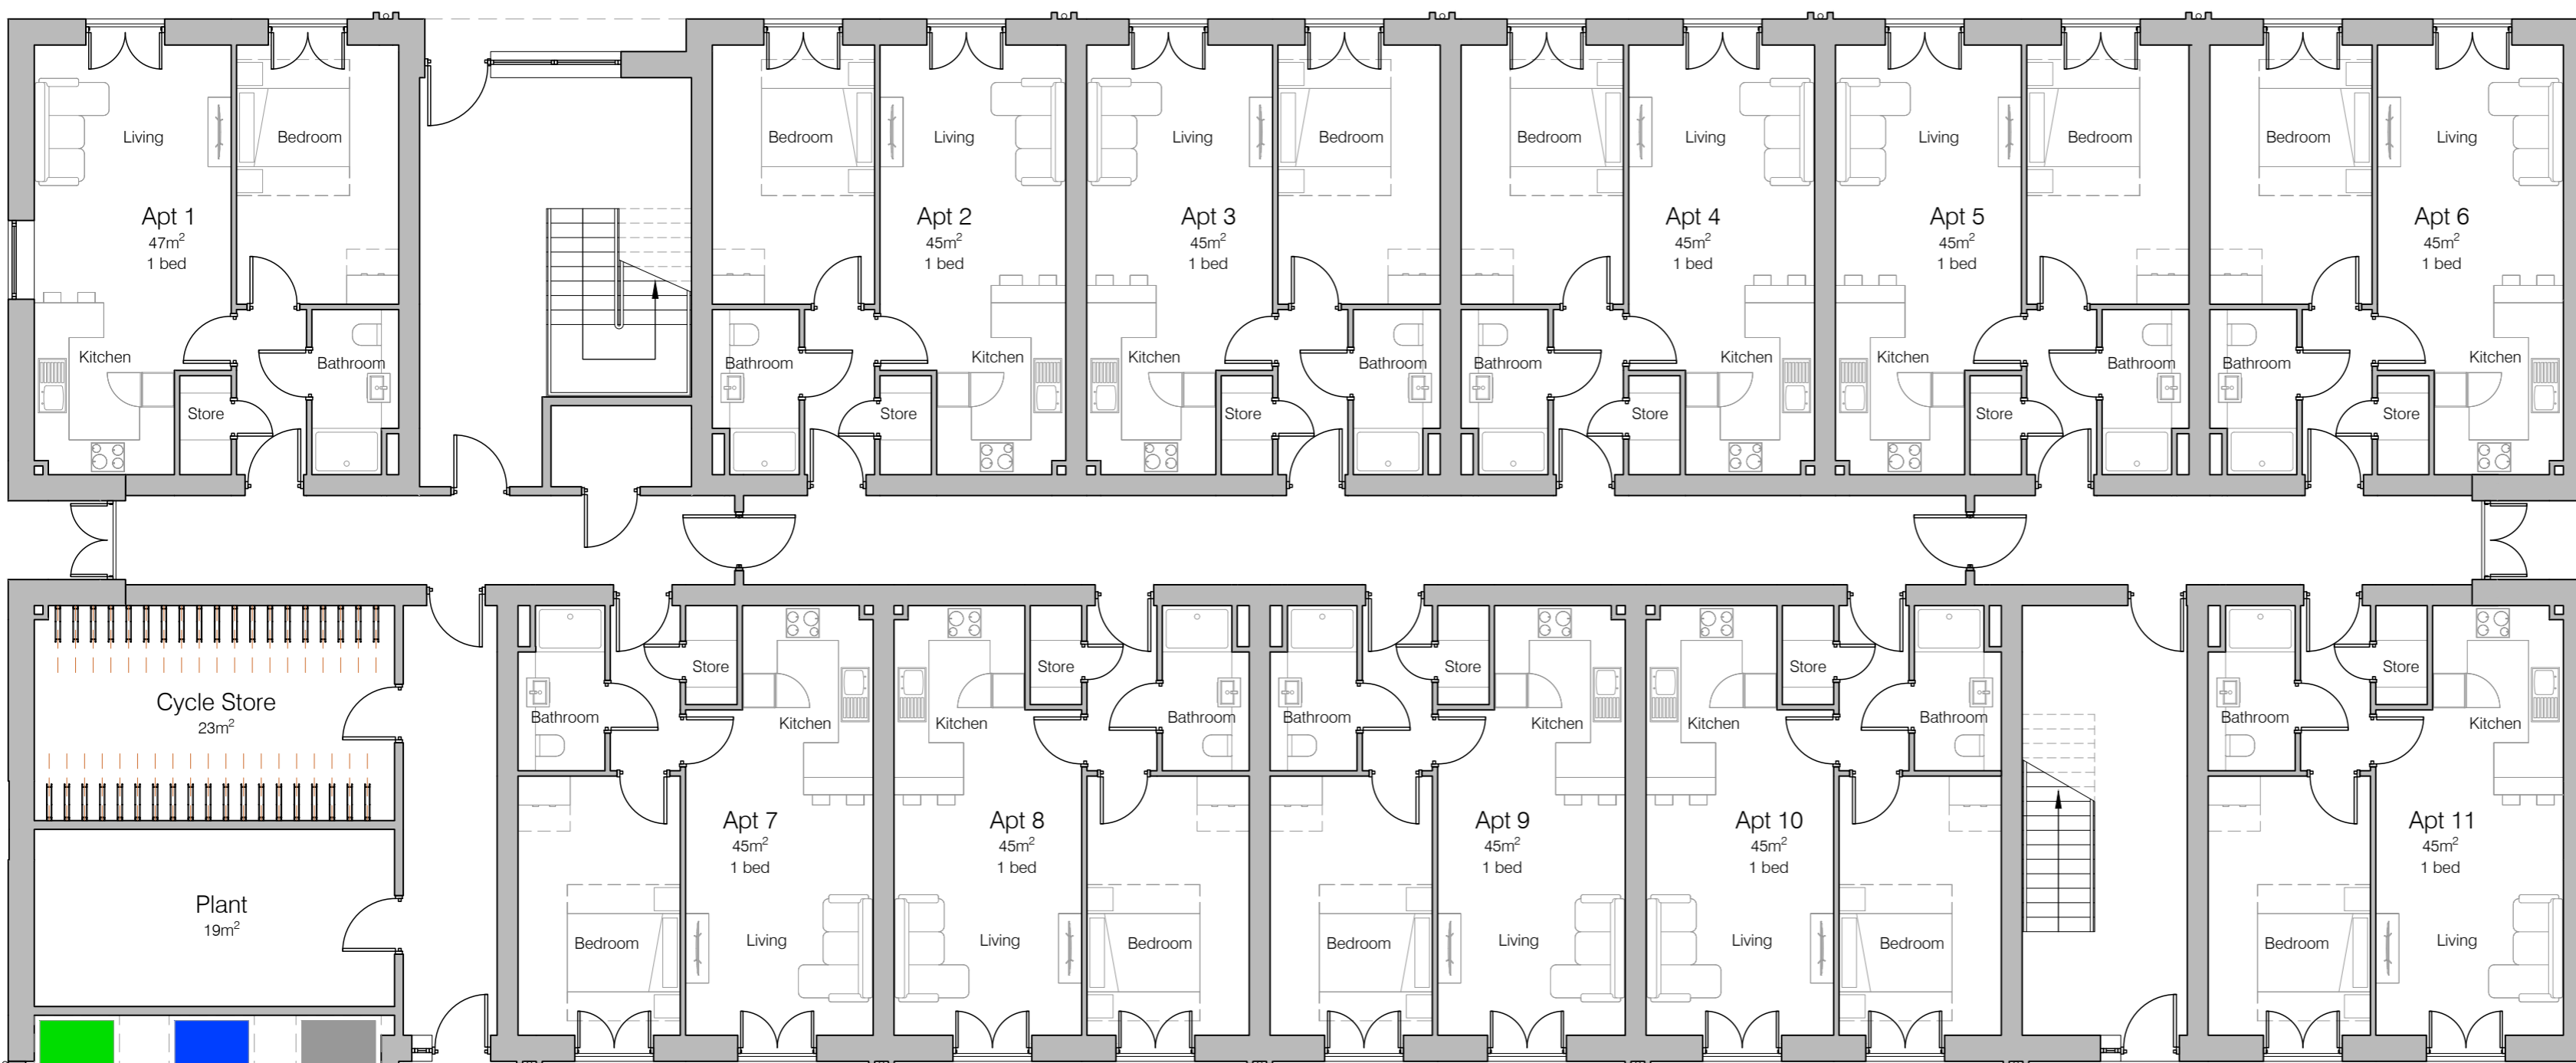 Living
Bedroom
Apt 1
47m²
1 bed
Kitchen
Bathroom
Store
Bedroom
Living
Apt 2
45m²
1 bed
Bathroom
Kitchen
Store
Living
Bedroom
Apt 3
45m²
1 bed
Kitchen
Bathroom
Store
Bedroom
Living
Apt 4
45m²
1 bed
Bathroom
Kitchen
Store
Living
Bedroom
Apt 5
45m²
1 bed
Kitchen
Bathroom
Store
Bedroom
Living
Apt 6
45m²
1 bed
Bathroom
Kitchen
Store
Cycle Store
23m²
Plant
19m²
Store
Bathroom
Kitchen
Apt 7
45m²
1 bed
Bedroom
Living
Store
Kitchen
Bathroom
Apt 8
45m²
1 bed
Living
Bedroom
Store
Bathroom
Kitchen
Apt 9
45m²
1 bed
Bedroom
Living
Store
Kitchen
Bathroom
Apt 10
45m²
1 bed
Living
Bedroom
Store
Bathroom
Kitchen
Apt 11
45m²
1 bed
Bedroom
Living